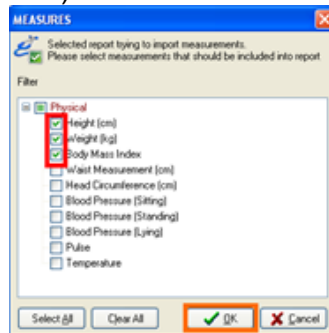 MEASURES
Selected report trying to import measurements.
Please select measurements that should be included into report
Filter
Physical
Height (cm)
Weight (kg)
Body Mass Index
Waist Measurement (cm)
Head Circumference (cm)
Blood Pressure (Sitting)
Blood Pressure (Standing)
Blood Pressure (Lying)
Pulse
Temperature
Select All Clear All OK Cancel